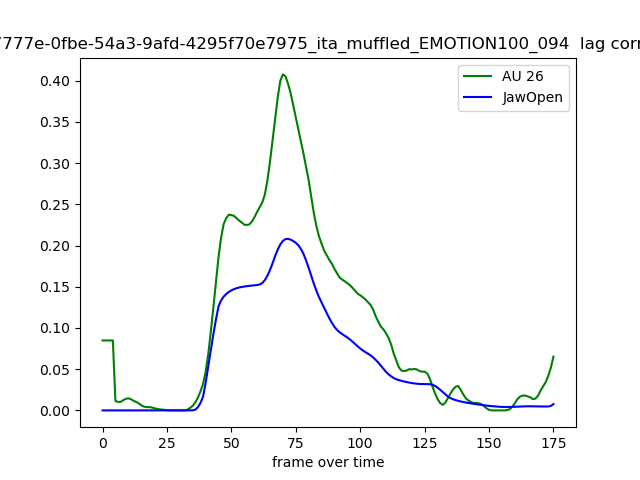 7777e-0fbe-54a3-9afd-4295f70e7975_ita_muffled_EMOTION100_094 lag corr
AU 26
JawOpen
0.40
0.35
0.30
0.25
0.20
0.15
0.10
0.05
0.00
0 25 50 75 100 125 150 175
frame over time